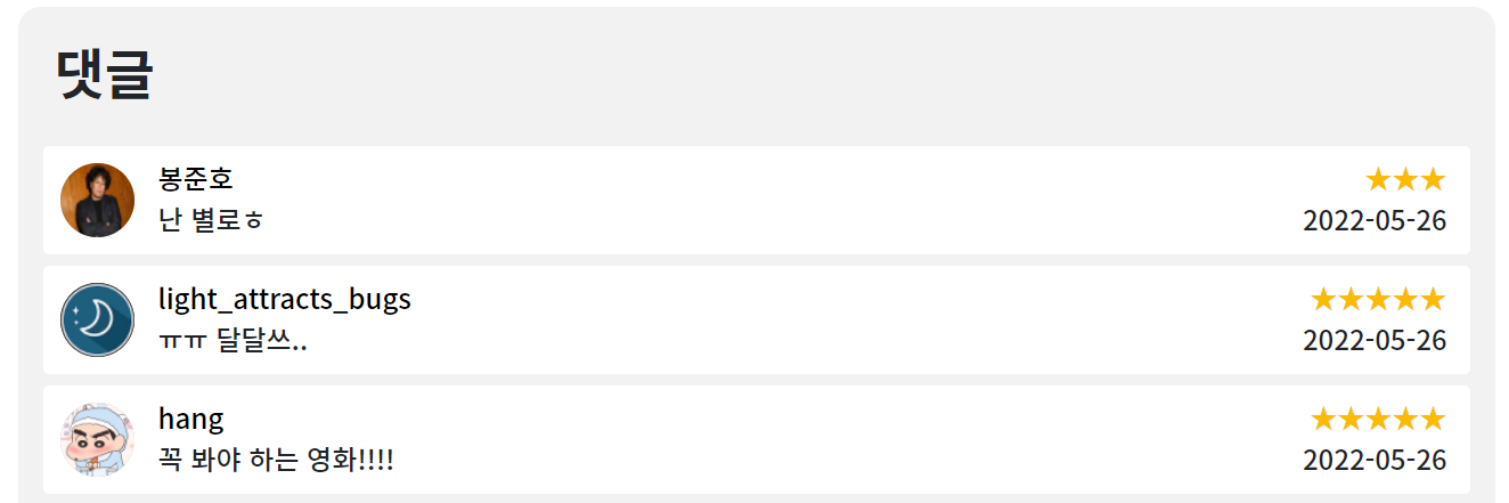 댓글
봉준호
★★★
난 별로ㅎ
2022-05-26
light_attracts_bugs
★★★★★
ㅠㅠ 달달쓰..
2022-05-26
hang
★★★★★
꼭 봐야 하는 영화!!!!
2022-05-26